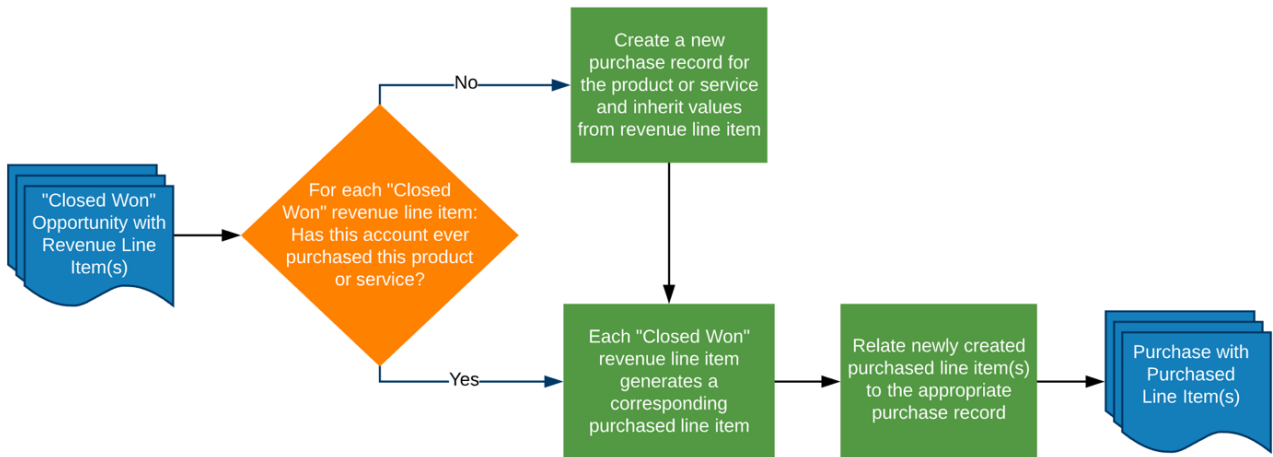 "Closed Won"
Opportunity with
Revenue Line
Item(s)
For each "Closed
Won" revenue line item:
Has this account ever
purchased this product
or service?
No
Create a new
purchase record for
the product or service
and inherit values
from revenue line item
Yes
Each "Closed Won"
revenue line item
generates a
corresponding
purchased line item
Relate newly created
purchased line item(s)
to the appropriate
purchase record
Purchase with
Purchased
Line Item(s)